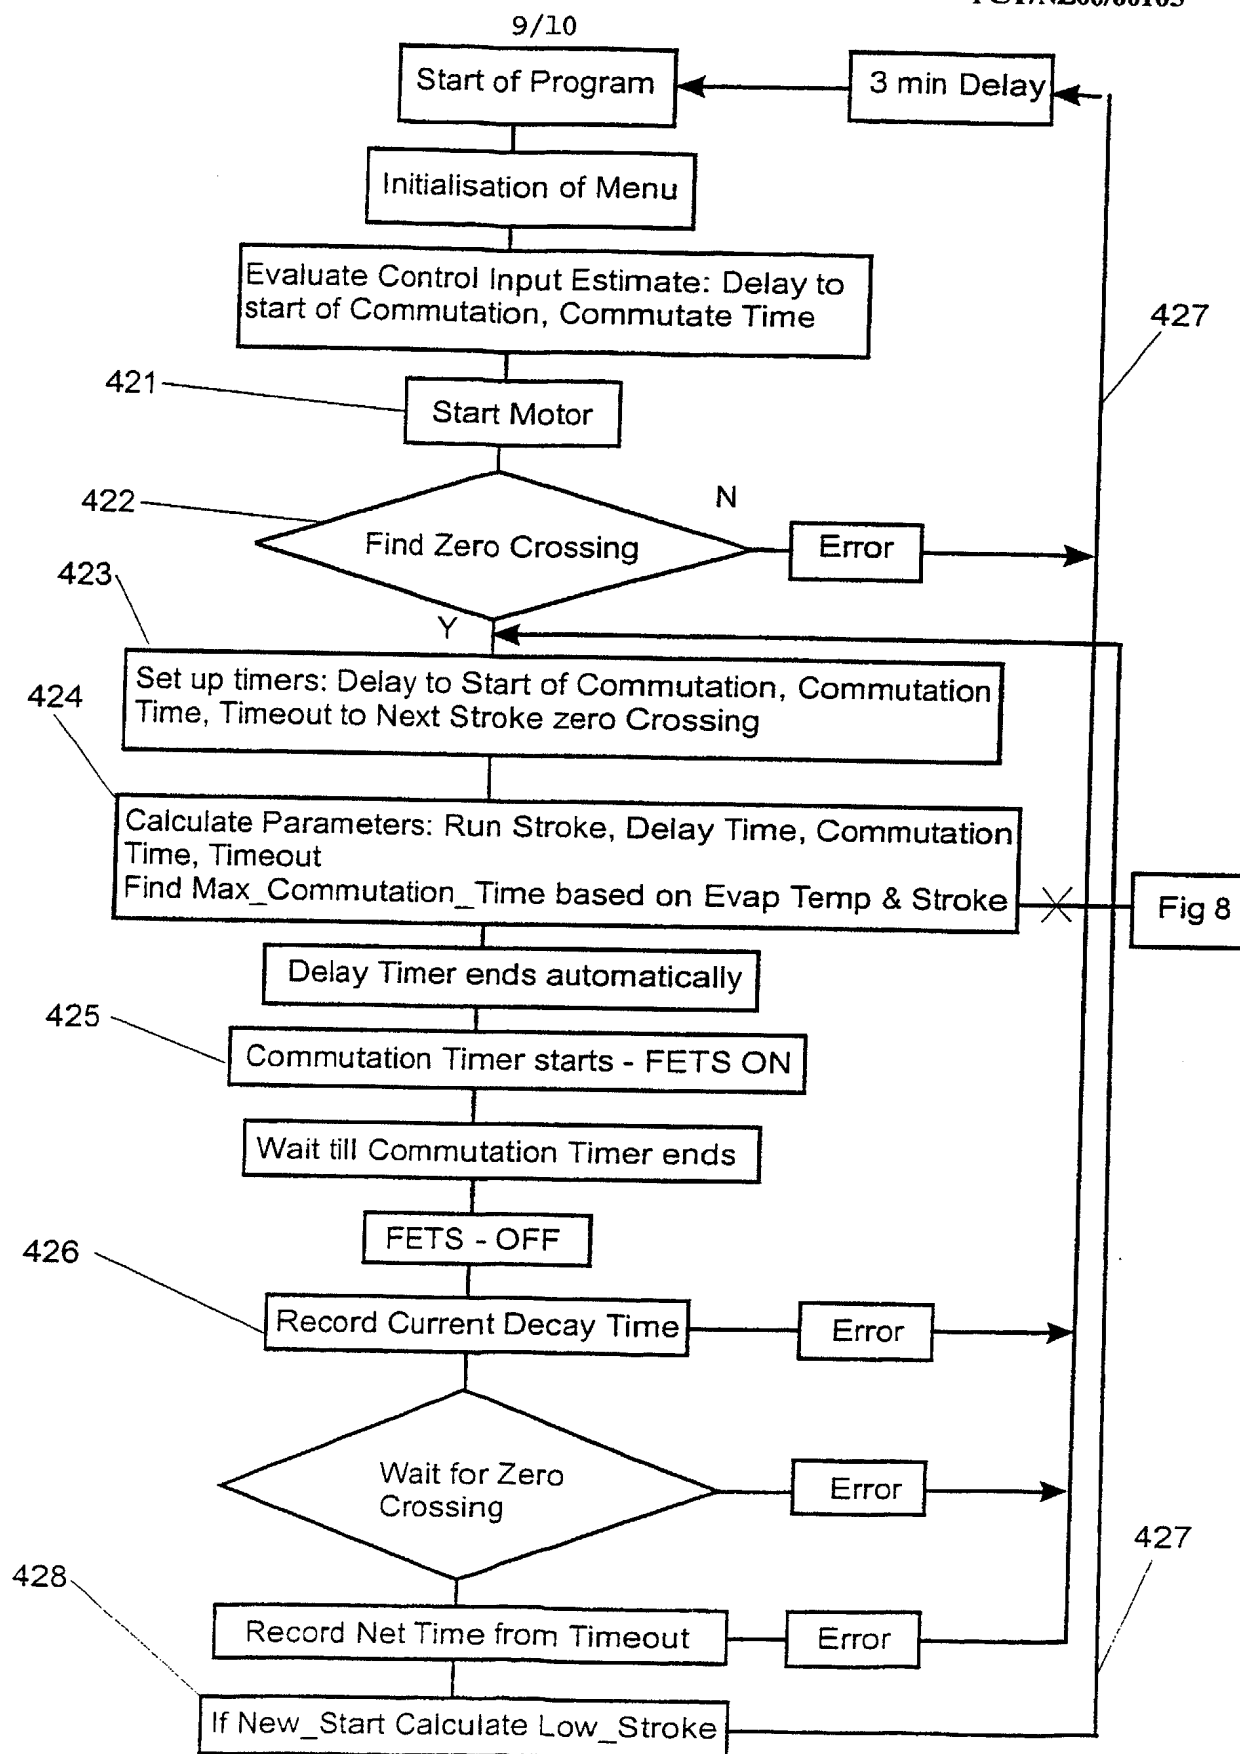 9/10
Start of Program
3 min Delay
Initialisation of Menu
Evaluate Control Input Estimate: Delay to
start of Commutation, Commutate Time
427
421
Start Motor
422
N
Find Zero Crossing
Error
423
Y
Set up timers: Delay to Start of Commutation, Commutation
Time, Timeout to Next Stroke zero Crossing
424
Calculate Parameters: Run Stroke, Delay Time, Commutation
Time, Timeout
Find Max_Commutation_Time based on Evap Temp & Stroke
Fig 8
Delay Timer ends automatically
425
Commutation Timer starts - FETS ON
Wait till Commutation Timer ends
FETS - OFF
426
Record Current Decay Time
Error
Wait for Zero
Crossing
Error
427
428
Record Net Time from Timeout
Error
If New_Start Calculate Low_Stroke